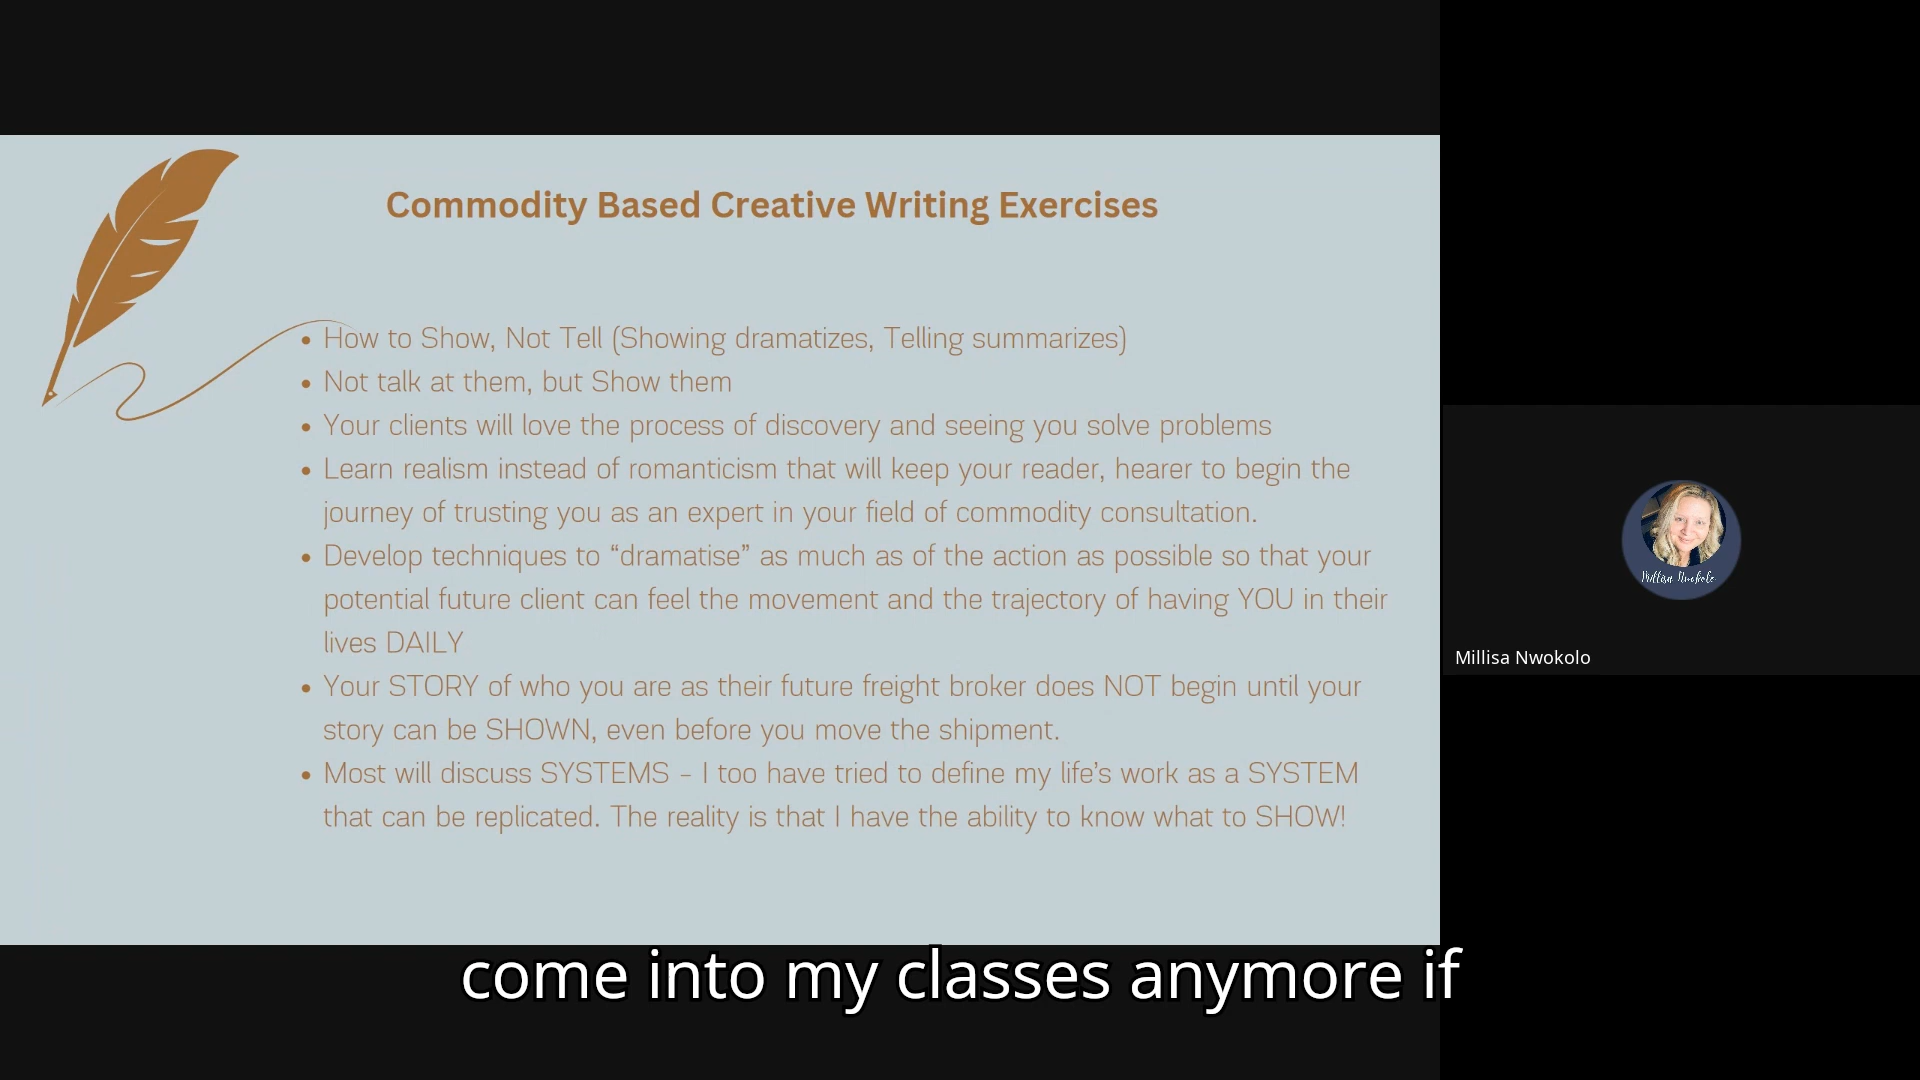 Commodity Based Creative Writing Exercises
• How to Show, Not Tell (Showing dramatizes, Telling summarizes)
• Not talk at them, but Show them
• Your clients will love the process of discovery and seeing you solve problems
• Learn realism instead of romanticism that will keep your reader, hearer to begin the
journey of trusting you as an expert in your field of commodity consultation.
• Develop techniques to “dramatise” as much as of the action as possible so that your
potential future client can feel the movement and the trajectory of having YOU in their
lives DAILY
• Your STORY of who you are as their future freight broker does NOT begin until your
story can be SHOWN, even before you move the shipment.
• Most will discuss SYSTEMS – I too have tried to define my life’s work as a SYSTEM
that can be replicated. The reality is that I have the ability to know what to SHOW!
Millisa Nwokolo
Millisa Nwokolo
come into my classes anymore if